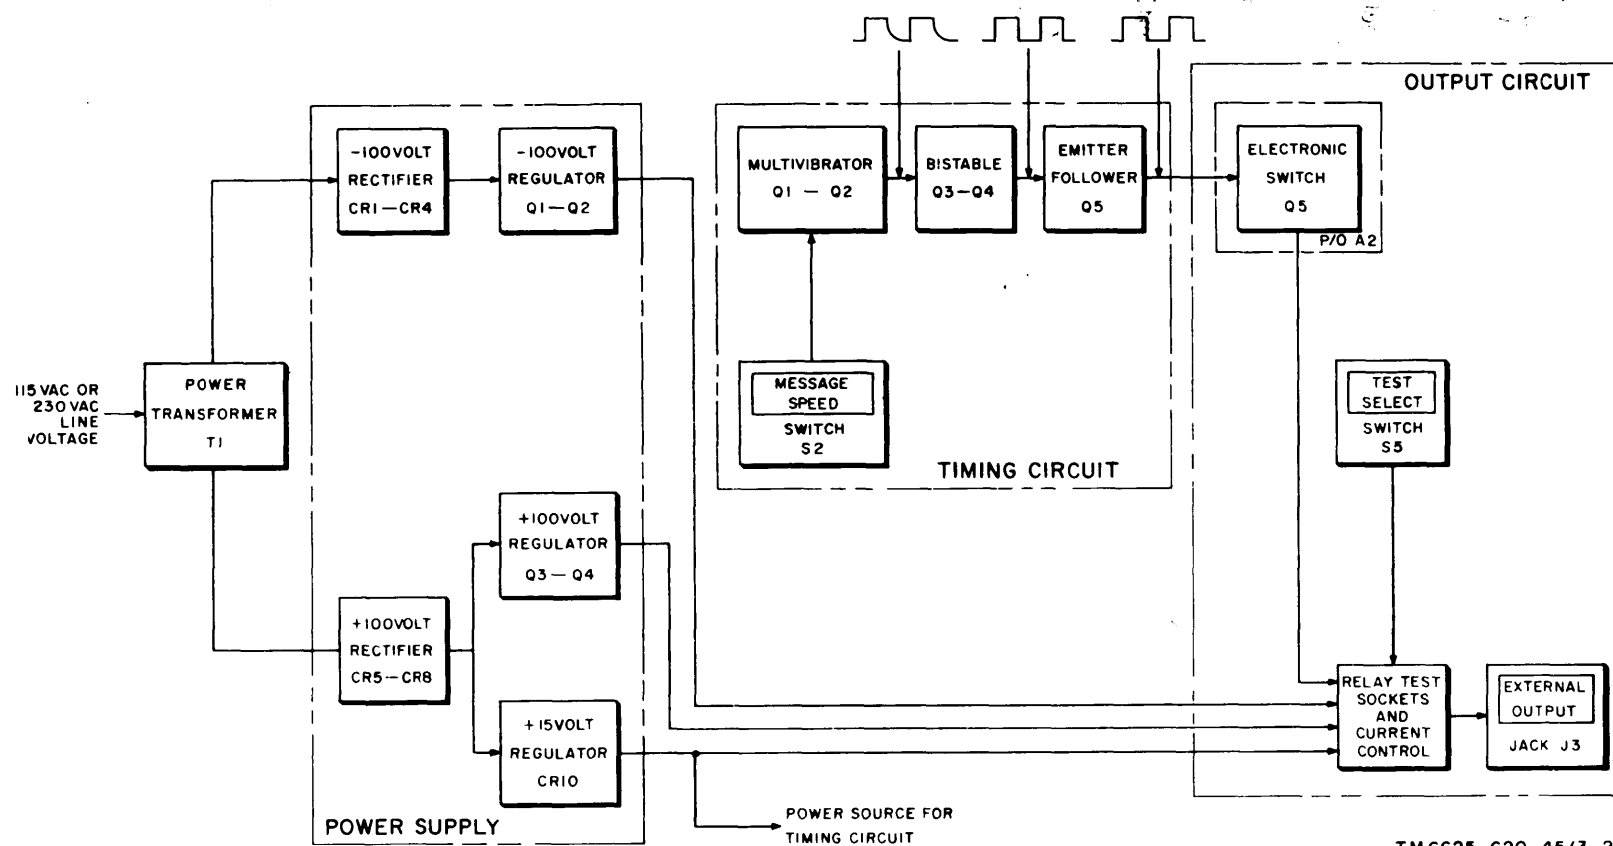 OUTPUT CIRCUIT
-100VOLT
RECTIFIER
CR1-CR4
-100VOLT
REGULATOR
Q1-Q2
MULTIVIBRATOR
Q1 - Q2
BISTABLE
Q3-Q4
EMITTER
FOLLOWER
Q5
ELECTRONIC
SWITCH
Q5
P/O A2
115 VAC OR
230 VAC
LINE
VOLTAGE
POWER
TRANSFORMER
T1
MESSAGE
SPEED
SWITCH
S2
TEST
SELECT
SWITCH
S5
TIMING CIRCUIT
+100VOLT
REGULATOR
Q3-Q4
+100VOLT
RECTIFIER
CR5-CR8
+15VOLT
REGULATOR
CR10
RELAY TEST
SOCKETS
AND
CURRENT
CONTROL
EXTERNAL
OUTPUT
JACK J3
POWER SUPPLY
POWER SOURCE FOR
TIMING CIRCUIT